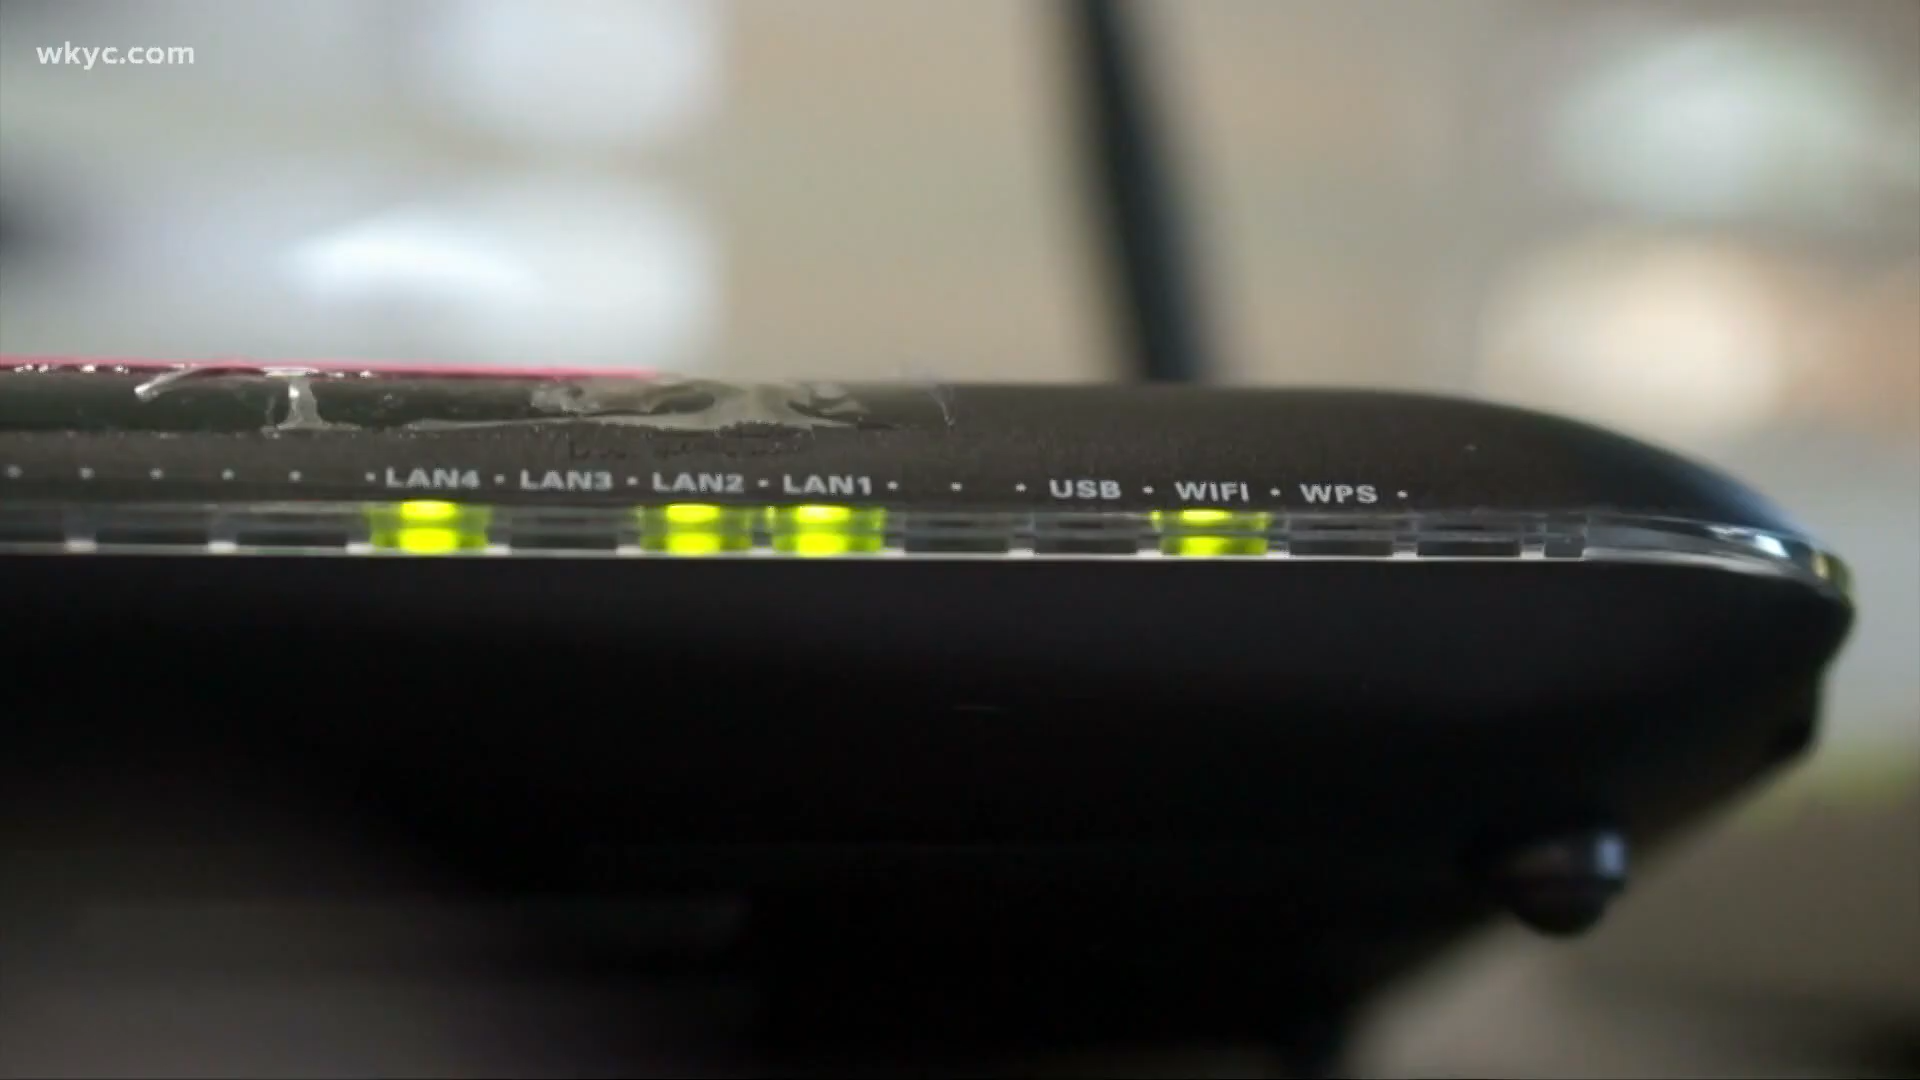 wkyc.com
• LAN4 • LAN3 • LAN2 • LAN1 • • • USB • WIFI • WPS •